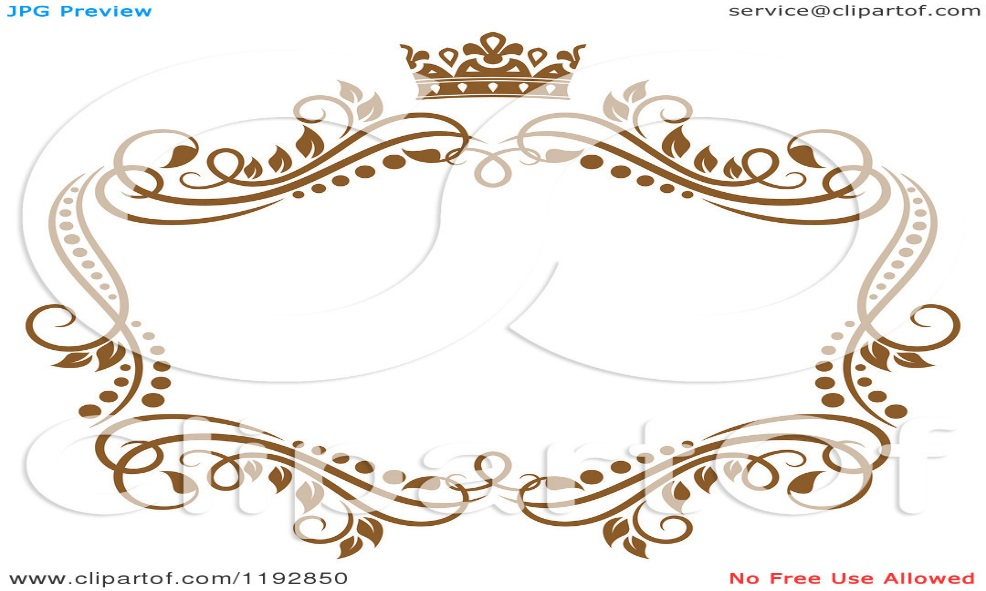 JPG Preview
service@clipartof.com
Clipartof
www.clipartof.com/1192850
No Free Use Allowed